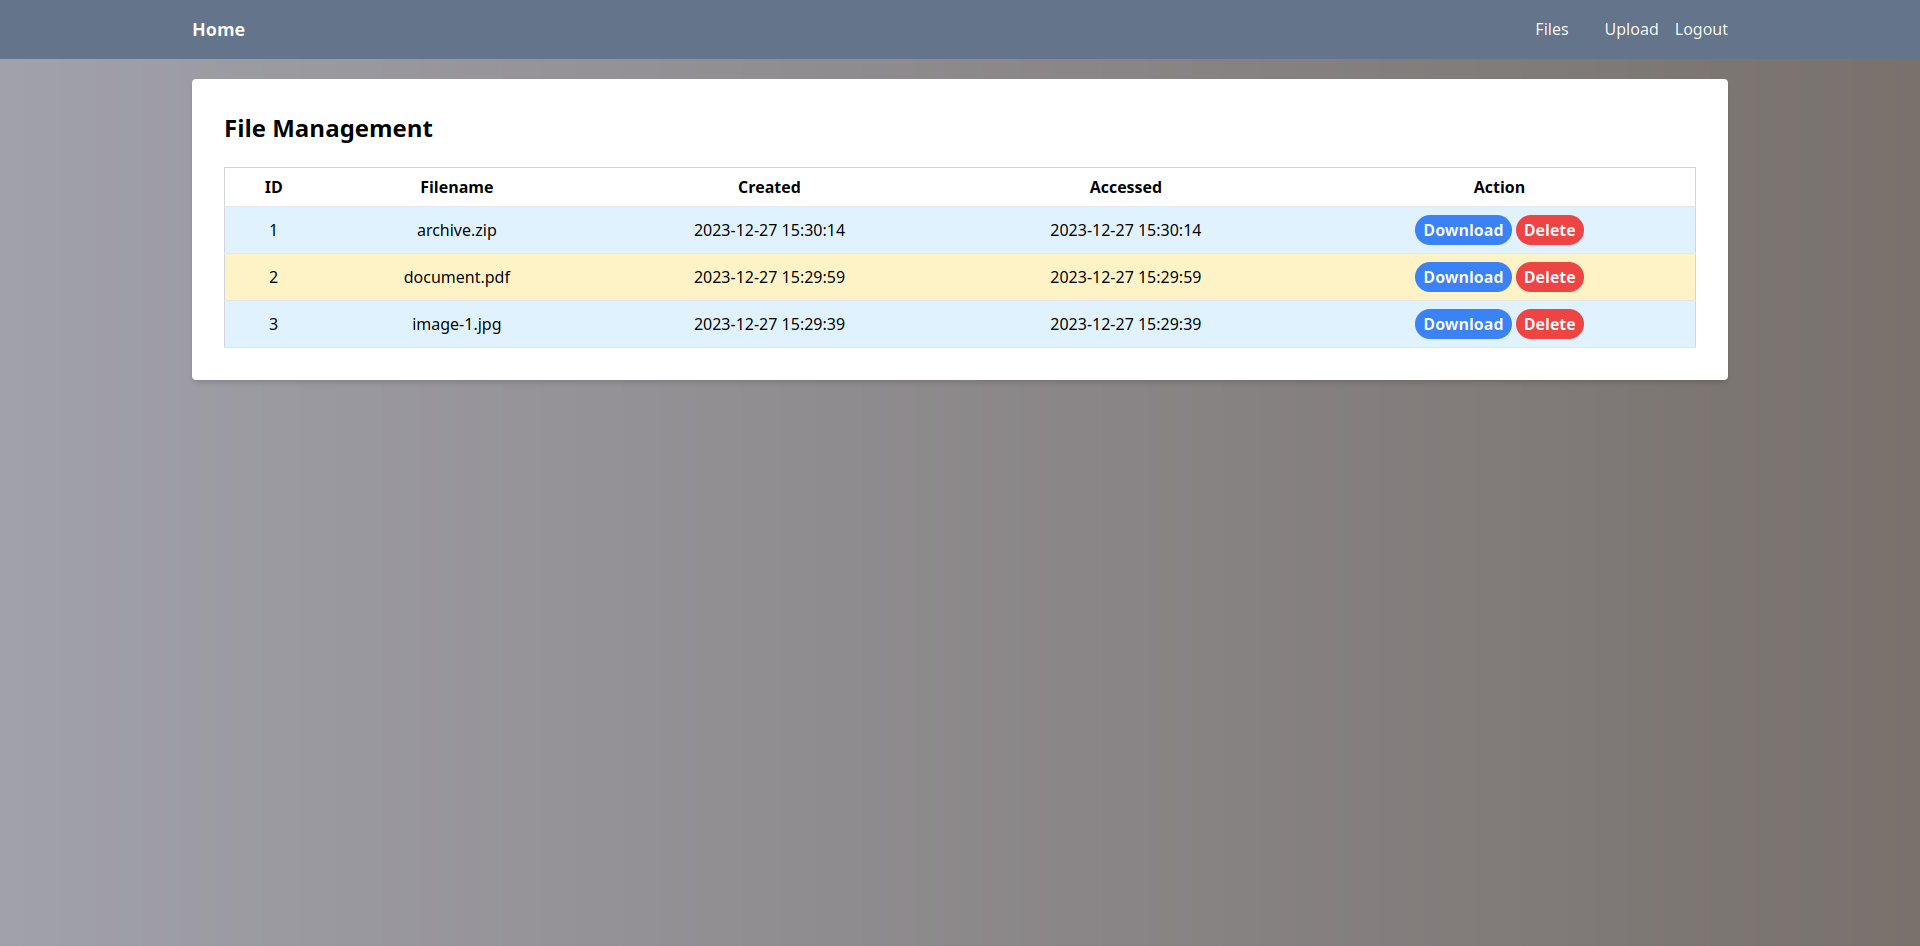 Home Files Upload Logout
File Management
ID Filename Created Accessed Action
1 archive.zip 2023-12-27 15:30:14 2023-12-27 15:30:14 Download Delete
2 document.pdf 2023-12-27 15:29:59 2023-12-27 15:29:59 Download Delete
3 image-1.jpg 2023-12-27 15:29:39 2023-12-27 15:29:39 Download Delete